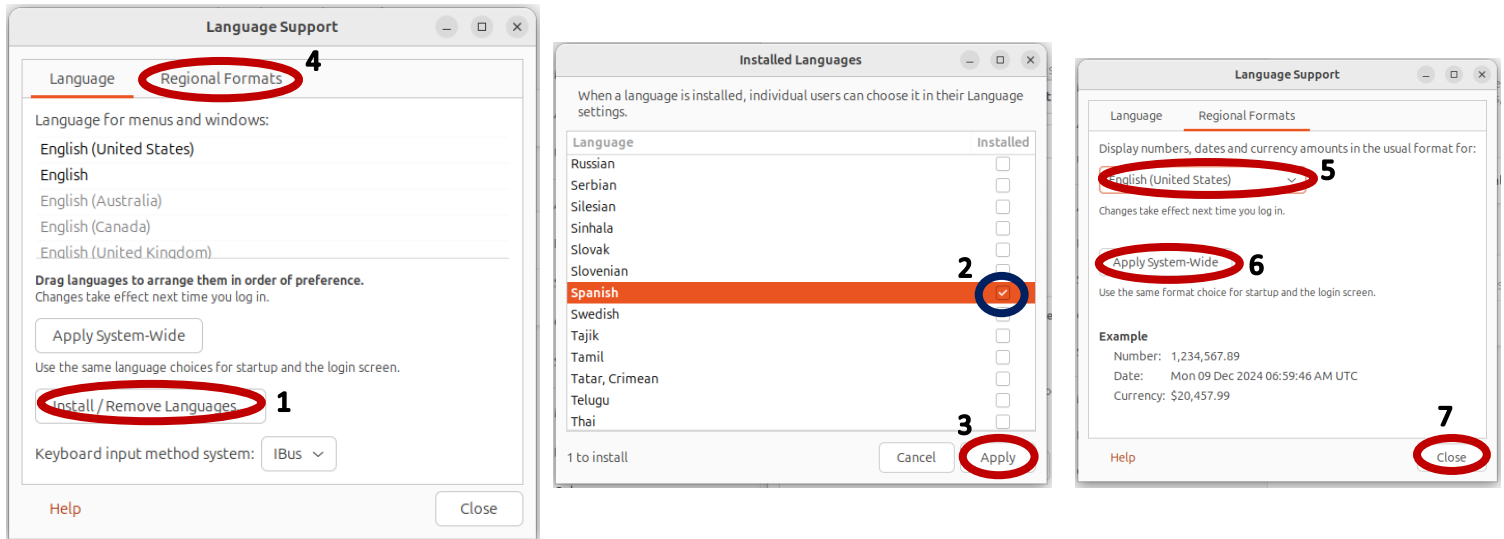 Language Support
4
Language Regional Formats
Language for menus and windows:
English (United States)
English
English (Australia)
English (Canada)
English (United Kingdom)
Drag languages to arrange them in order of preference.
Changes take effect next time you log in.
Apply System-Wide
Use the same language choices for startup and the login screen.
Install / Remove Languages... 1
Keyboard input method system: IBus
Help Close
Installed Languages
When a language is installed, individual users can choose it in their Language
settings.
Language Installed
Russian
Serbian
Silesian
Sinhala
Slovak
Slovenian
2
Spanish
Swedish
Tajik
Tamil
Tatar, Crimean
Telugu
Thai
3
1 to install Cancel Apply
Language Support
Language Regional Formats
Display numbers, dates and currency amounts in the usual format for:
English (United States) 5
Changes take effect next time you log in.
Apply System-Wide 6
Use the same format choice for startup and the login screen.
Example
Number: 1,234,567.89
Date: Mon 09 Dec 2024 06:59:46 AM UTC
Currency: $20,457.99
7
Help Close